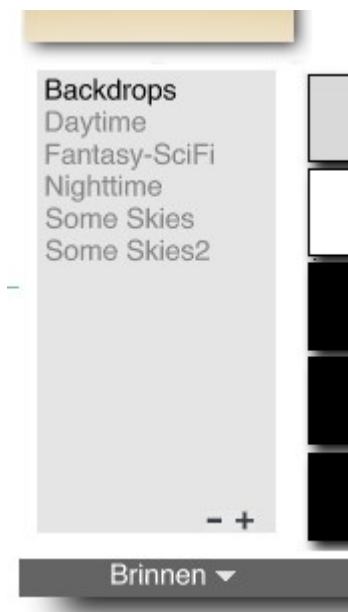 Backdrops
Daytime
Fantasy-SciFi
Nighttime
Some Skies
Some Skies2
- +
Brinnen